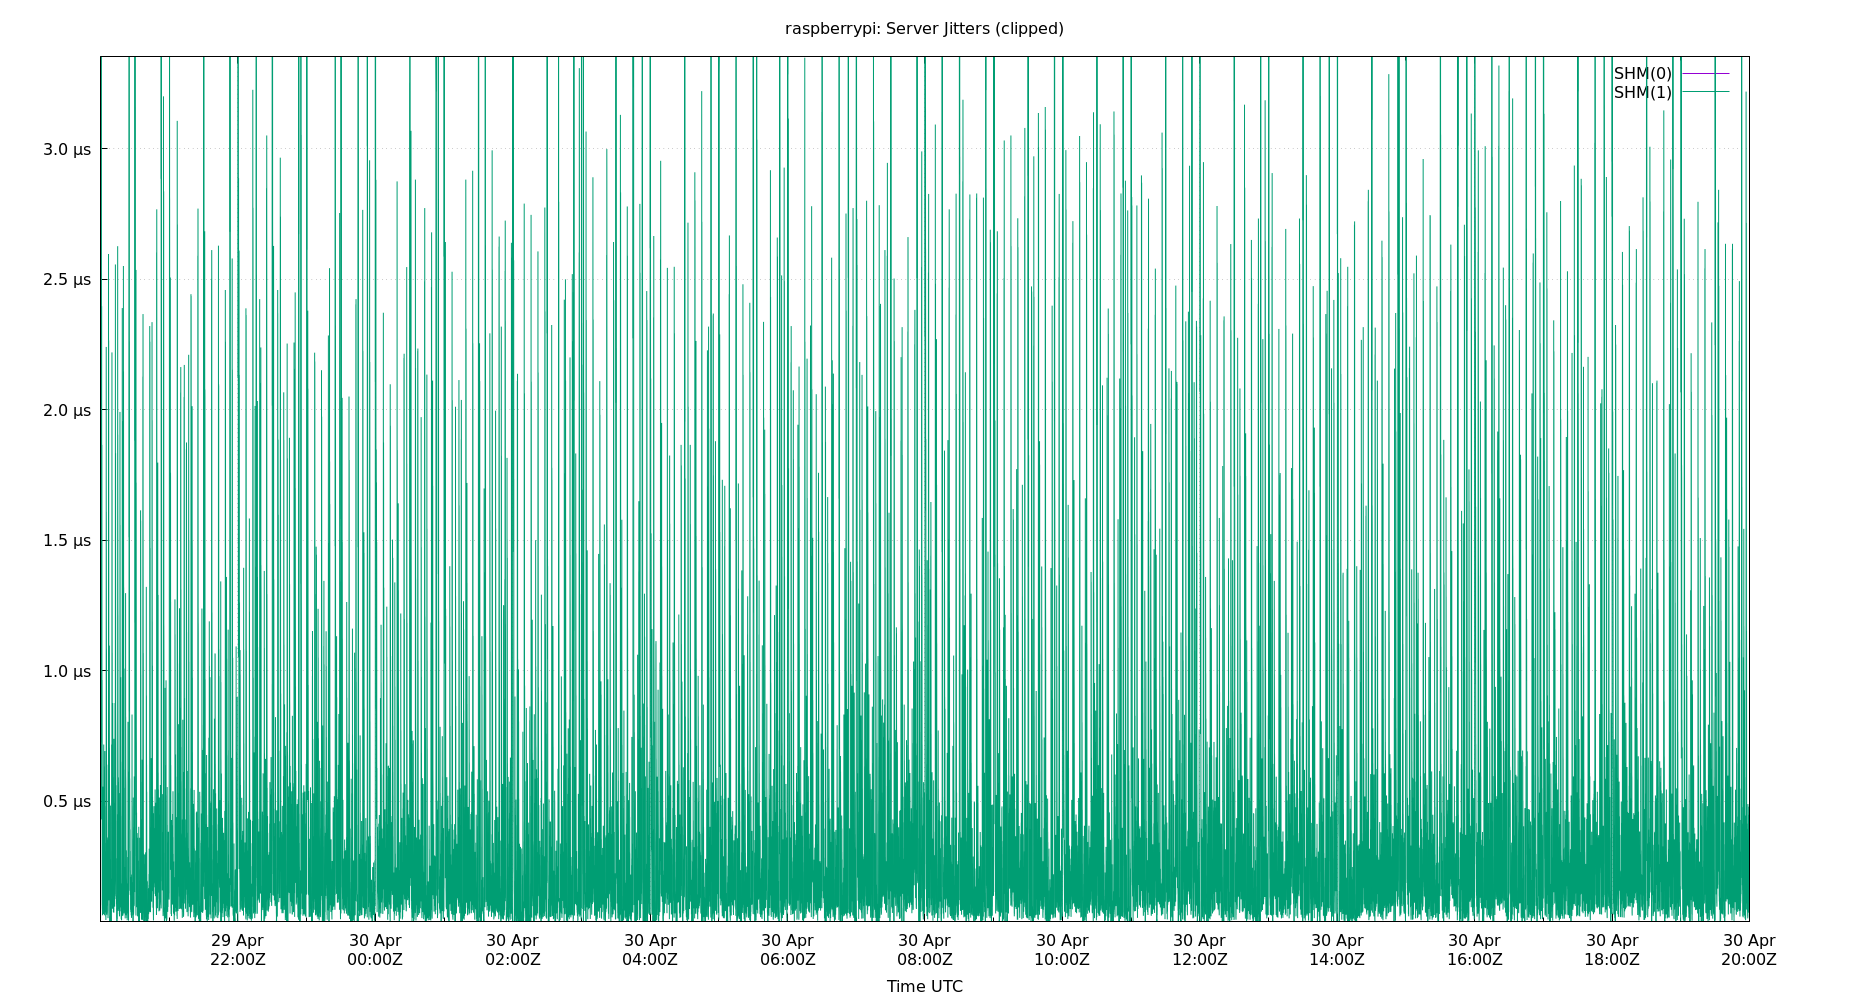 raspberrypi: Server Jitters (clipped)
SHM(0)
SHM(1)
3.0 µs
2.5 µs
2.0 µs
1.5 µs
1.0 µs
0.5 µs
29 Apr 30 Apr 30 Apr 30 Apr 30 Apr 30 Apr 30 Apr 30 Apr 30 Apr 30 Apr 30 Apr 30 Apr
22:00Z 00:00Z 02:00Z 04:00Z 06:00Z 08:00Z 10:00Z 12:00Z 14:00Z 16:00Z 18:00Z 20:00Z
Time UTC